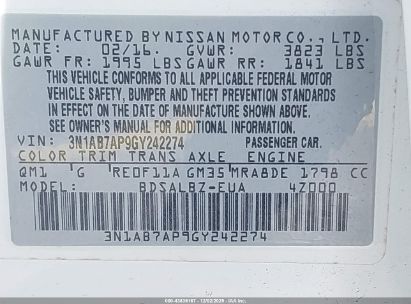 MANUFACTURED BY NISSAN MOTOR CO., LTD.
DATE: 02/16. GVWR: 3823 LBS
GAWR FR: 1995 LBS GAWR RR: 1841 LBS
THIS VEHICLE CONFORMS TO ALL APPLICABLE FEDERAL MOTOR
VEHICLE SAFETY, BUMPER AND THEFT PREVENTION STANDARDS
IN EFFECT ON THE DATE OF MANUFACTURE SHOWN ABOVE.
SEE OWNER'S MANUAL FOR ADDITIONAL INFORMATION.
VIN: 3N1AB7AP9GY242274 PASSENGER CAR.
COLOR TRIM TRANS AXLE ENGINE
QM1 G RE0F11A GM35 MRA8DE 1798 CC
MODEL: BDSALBZ-EUA 4Z000
3N1AB7AP9GY242274